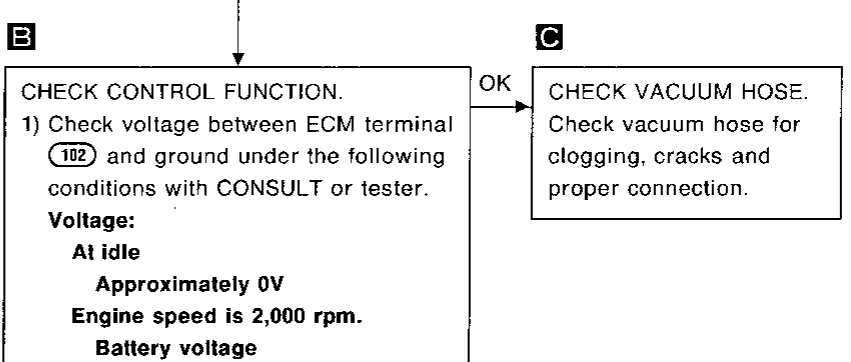 B
CHECK CONTROL FUNCTION.
1) Check voltage between ECM terminal
102 and ground under the following
conditions with CONSULT or tester.
Voltage:
At idle
Approximately 0V
Engine speed is 2,000 rpm.
Battery voltage
OK
C
CHECK VACUUM HOSE.
Check vacuum hose for
clogging, cracks and
proper connection.